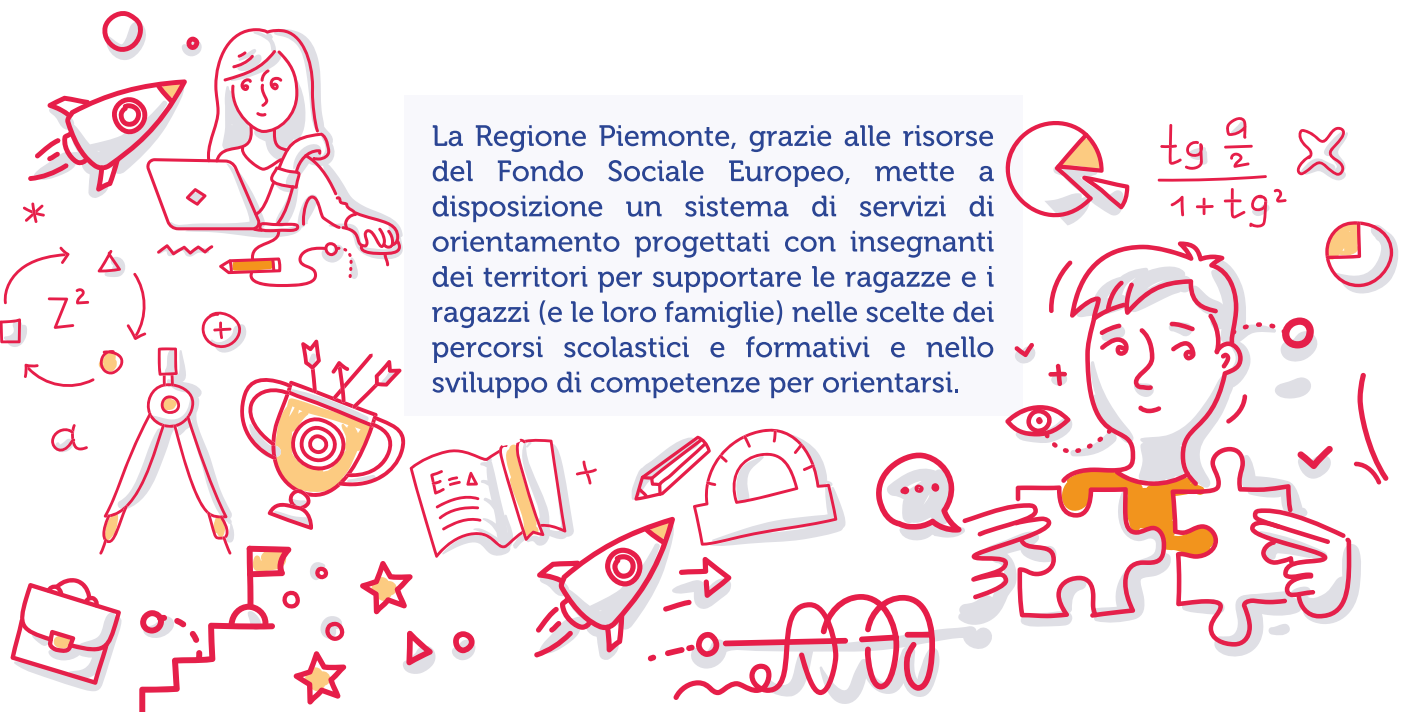 La Regione Piemonte, grazie alle risorse
del Fondo Sociale Europeo, mette a
disposizione un sistema di servizi di
orientamento progettati con insegnanti
dei territori per supportare le ragazze e i
ragazzi (e le loro famiglie) nelle scelte dei
percorsi scolastici e formativi e nello
sviluppo di competenze per orientarsi.
tg a/2
1 + tg²
z²
a
E = Δ